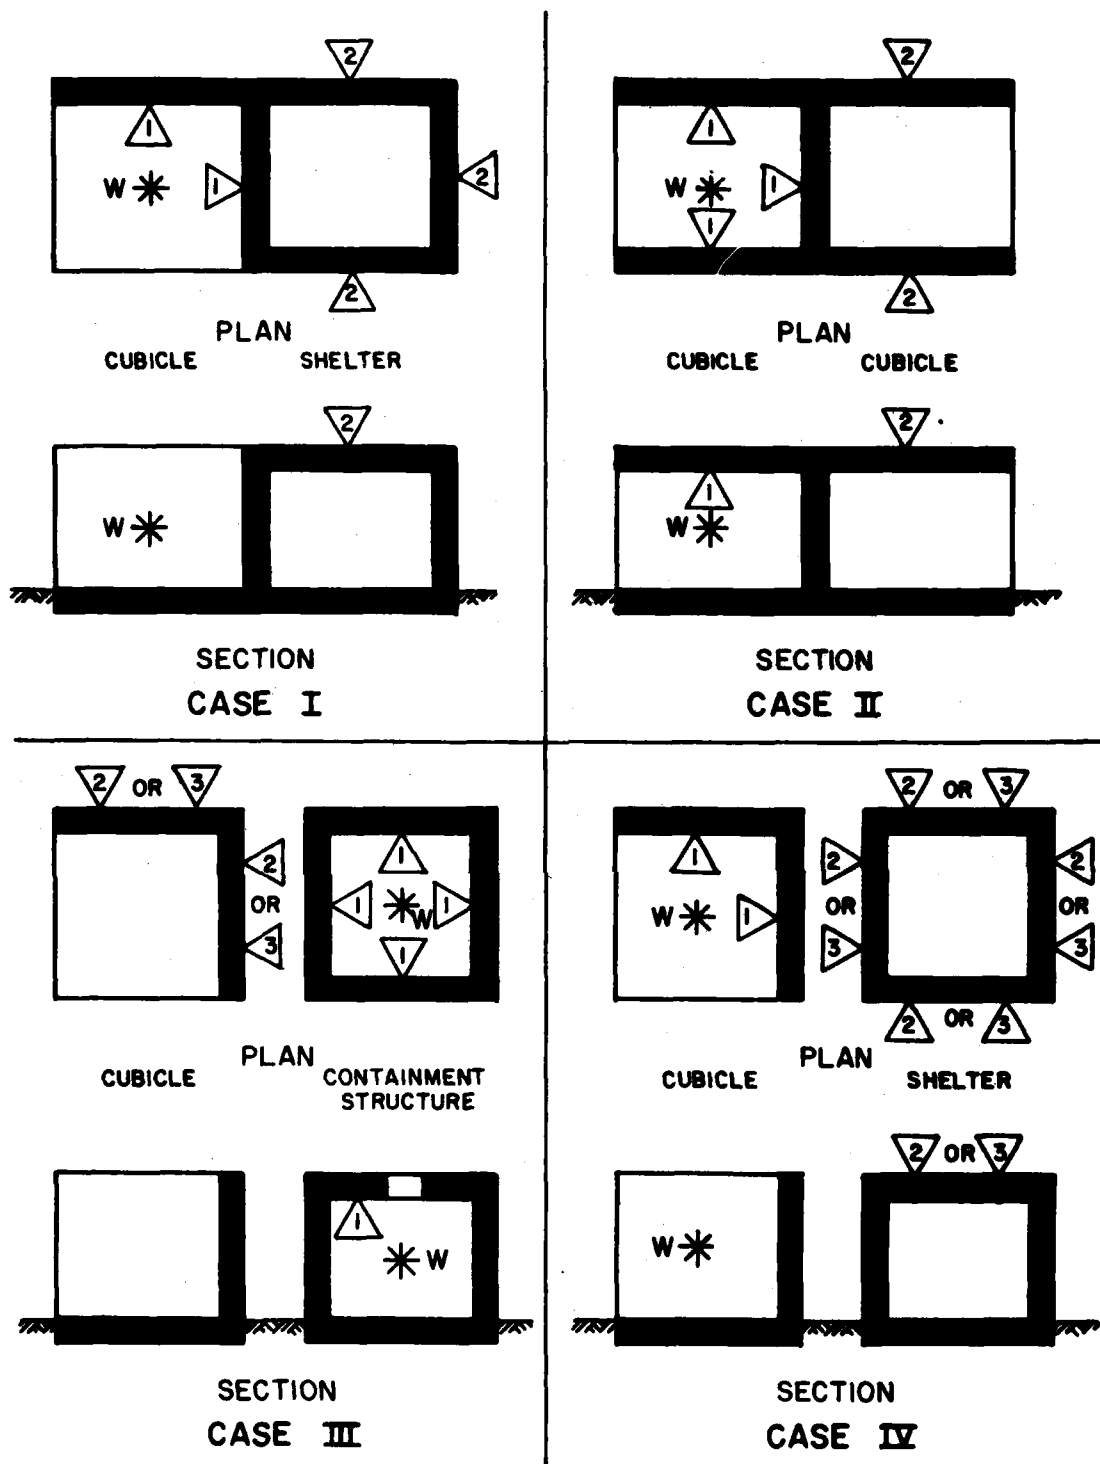 2
1
W
1
2
2
PLAN
CUBICLE SHELTER
2
W
SECTION
CASE I
2
1
W
1
1
2
PLAN
CUBICLE CUBICLE
2
1
W
SECTION
CASE II
2 OR 3
2
OR
3
1
1
W
1
1
PLAN
CUBICLE
CONTAINMENT
STRUCTURE
1
W
SECTION
CASE III
2 OR 3
1
W
1
2
OR
3
2
OR
3
2 OR 3
PLAN
CUBICLE SHELTER
2 OR 3
W
SECTION
CASE IV